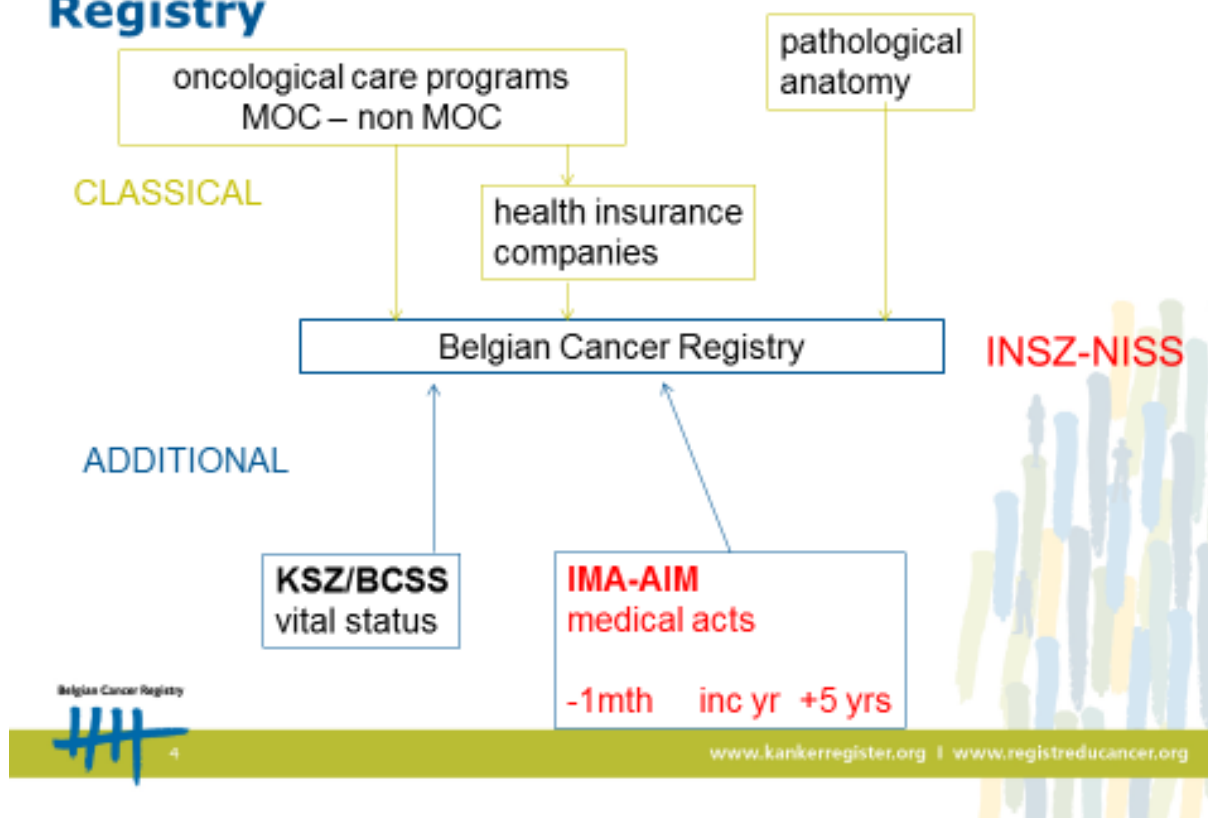 Registry
oncological care programs
MOC – non MOC
pathological
anatomy
CLASSICAL
health insurance
companies
Belgian Cancer Registry
INSZ-NISS
ADDITIONAL
KSZ/BCSS
vital status
IMA-AIM
medical acts
-1mth inc yr +5 yrs
Belgian Cancer Registry
4
www.kankerregister.org I www.registreducancer.org